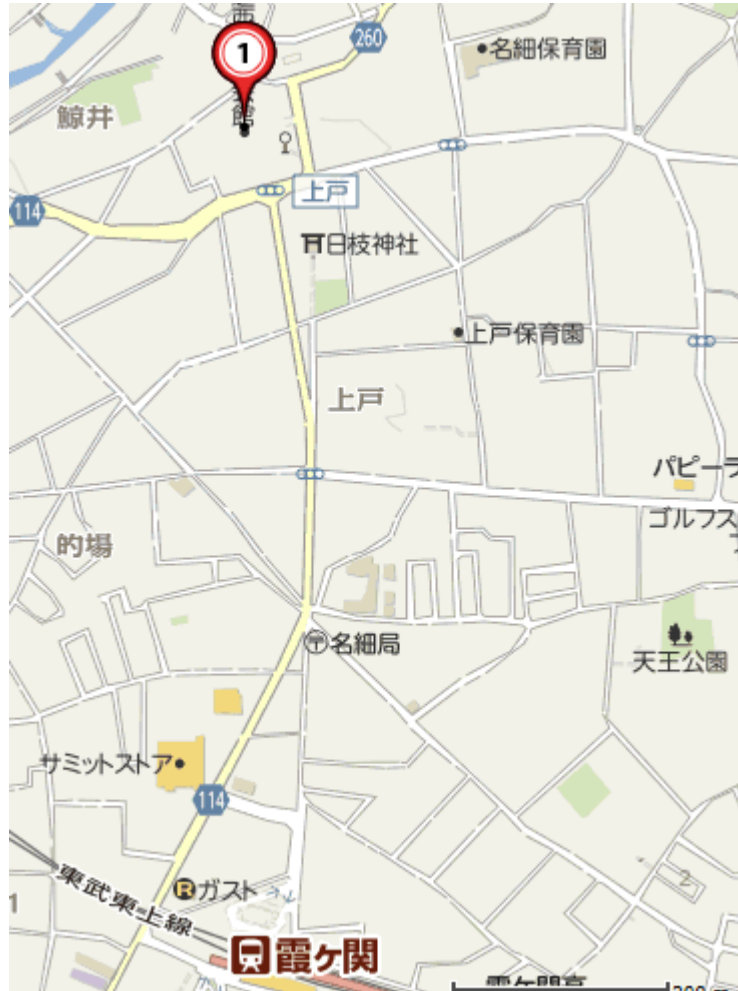 1
260
名細保育園
鯨井
館
上戸
114
日枝神社
上戸保育園
上戸
パピーラ
ゴルフス
的場
名細局
天王公園
サミットストア
114
ガスト
東武東上線
1
2
霞ヶ関